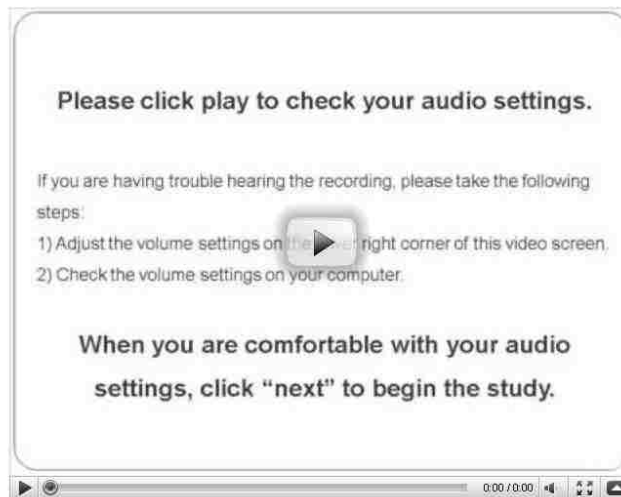 Please click play to check your audio settings.
If you are having trouble hearing the recording, please take the following
steps:
1) Adjust the volume settings on the lower right corner of this video screen.
2) Check the volume settings on your computer.
When you are comfortable with your audio
settings, click “next” to begin the study.
0:00 / 0:00